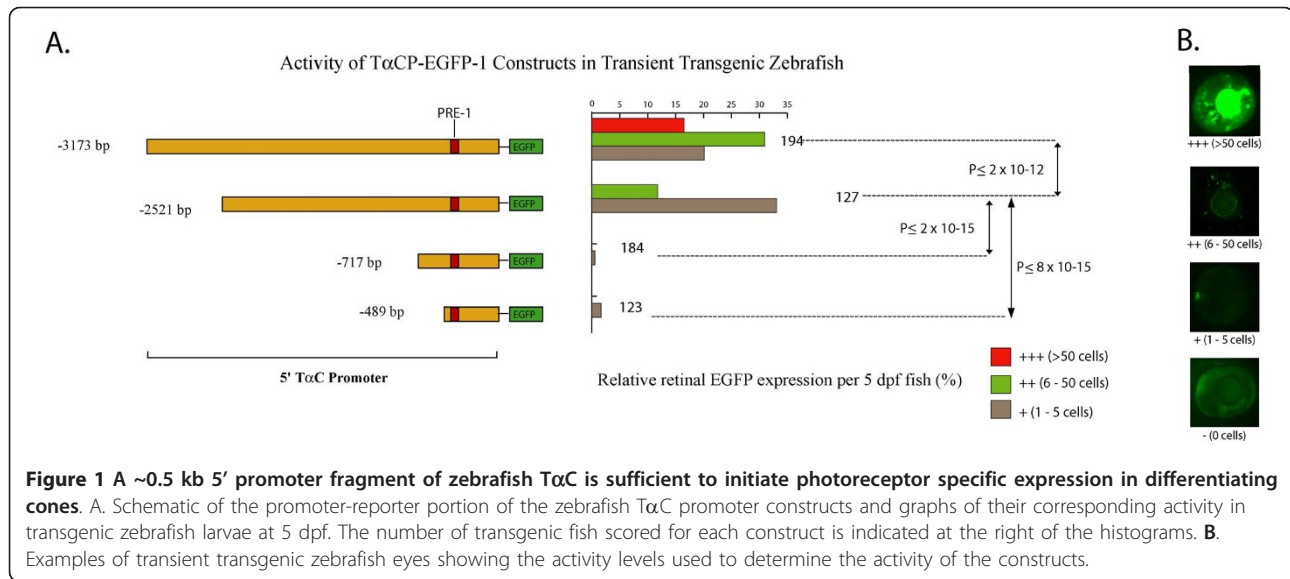 A.
Activity of TαCP-EGFP-1 Constructs in Transient Transgenic Zebrafish
PRE-1
0 5 10 15 20 25 30 35
-3173 bp
EGFP
194
P≤ 2 x 10-12
-2521 bp
EGFP
127
P≤ 2 x 10-15
-717 bp
EGFP
184
P≤ 8 x 10-15
-489 bp
EGFP
123
5' TαC Promoter
Relative retinal EGFP expression per 5 dpf fish (%)
+++ (>50 cells)
++ (6 - 50 cells)
+ (1 - 5 cells)
B.
+++ (>50 cells)
++ (6 - 50 cells)
+ (1 - 5 cells)
- (0 cells)
Figure 1 A ~0.5 kb 5′ promoter fragment of zebrafish TαC is sufficient to initiate photoreceptor specific expression in differentiating
cones. A. Schematic of the promoter-reporter portion of the zebrafish TαC promoter constructs and graphs of their corresponding activity in
transgenic zebrafish larvae at 5 dpf. The number of transgenic fish scored for each construct is indicated at the right of the histograms. B.
Examples of transient transgenic zebrafish eyes showing the activity levels used to determine the activity of the constructs.